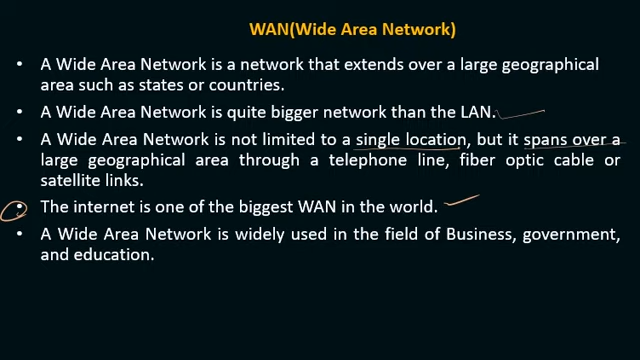 WAN(Wide Area Network)
• A Wide Area Network is a network that extends over a large geographical
area such as states or countries.
• A Wide Area Network is quite bigger network than the LAN.
• A Wide Area Network is not limited to a single location, but it spans over a
large geographical area through a telephone line, fiber optic cable or
satellite links.
• The internet is one of the biggest WAN in the world.
• A Wide Area Network is widely used in the field of Business, government,
and education.